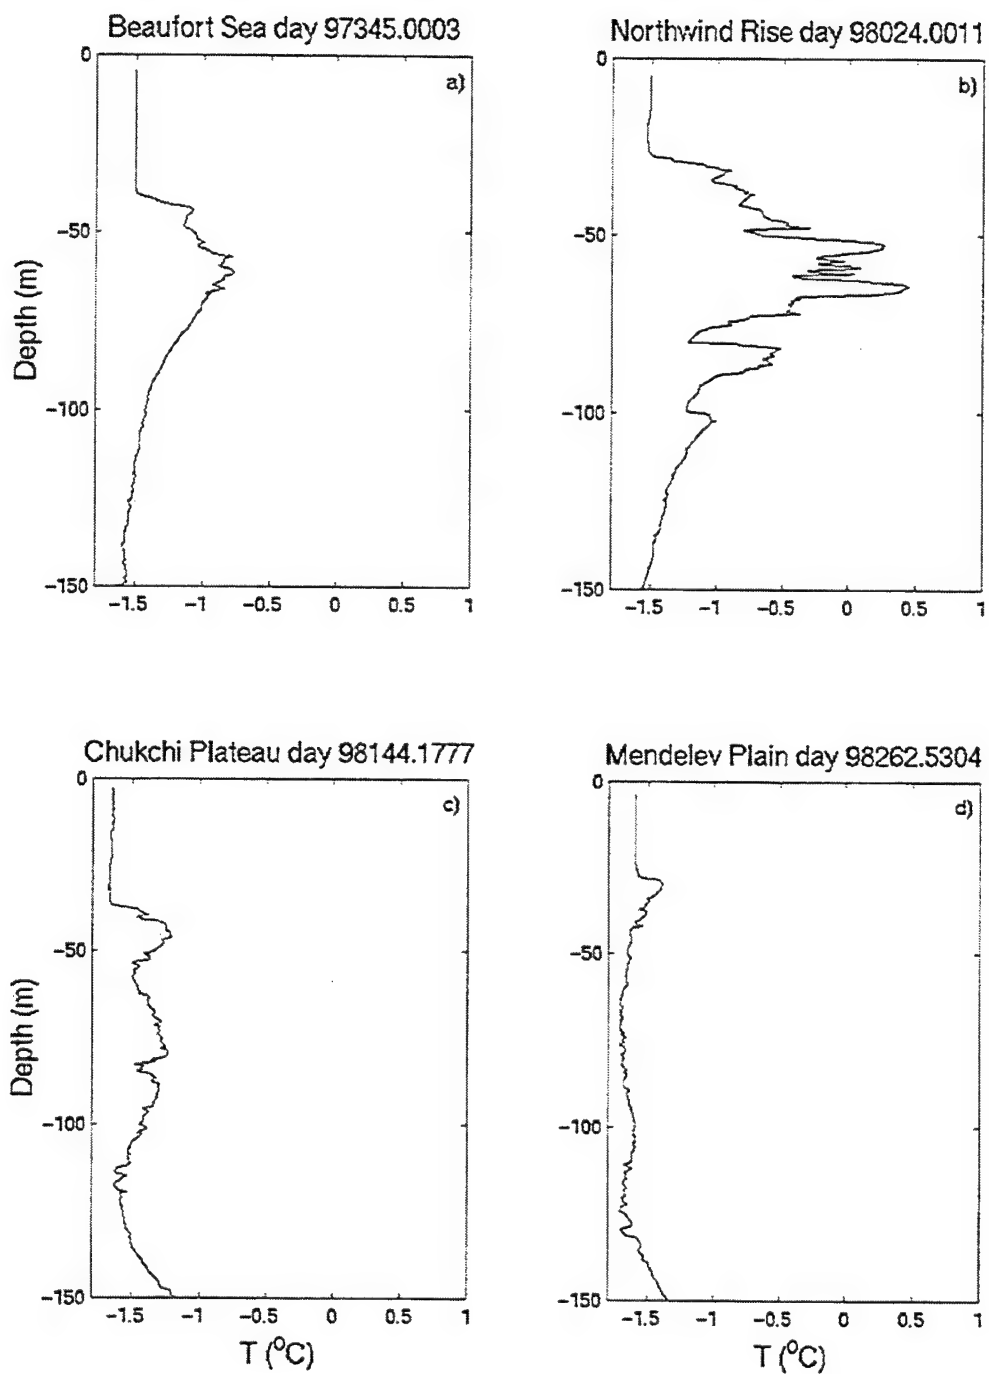 Beaufort Sea day 97345.0003
Northwind Rise day 98024.0011
0
a)
0
b)
−50
−50
Depth (m)
−100
−100
−150
−150
−1.5 −1 −0.5 0 0.5 1
−1.5 −1 −0.5 0 0.5 1
Chukchi Plateau day 98144.1777
Mendelev Plain day 98262.5304
0
c)
0
d)
−50
−50
Depth (m)
−100
−100
−150
−150
−1.5 −1 −0.5 0 0.5 1
−1.5 −1 −0.5 0 0.5 1
T (°C)
T (°C)